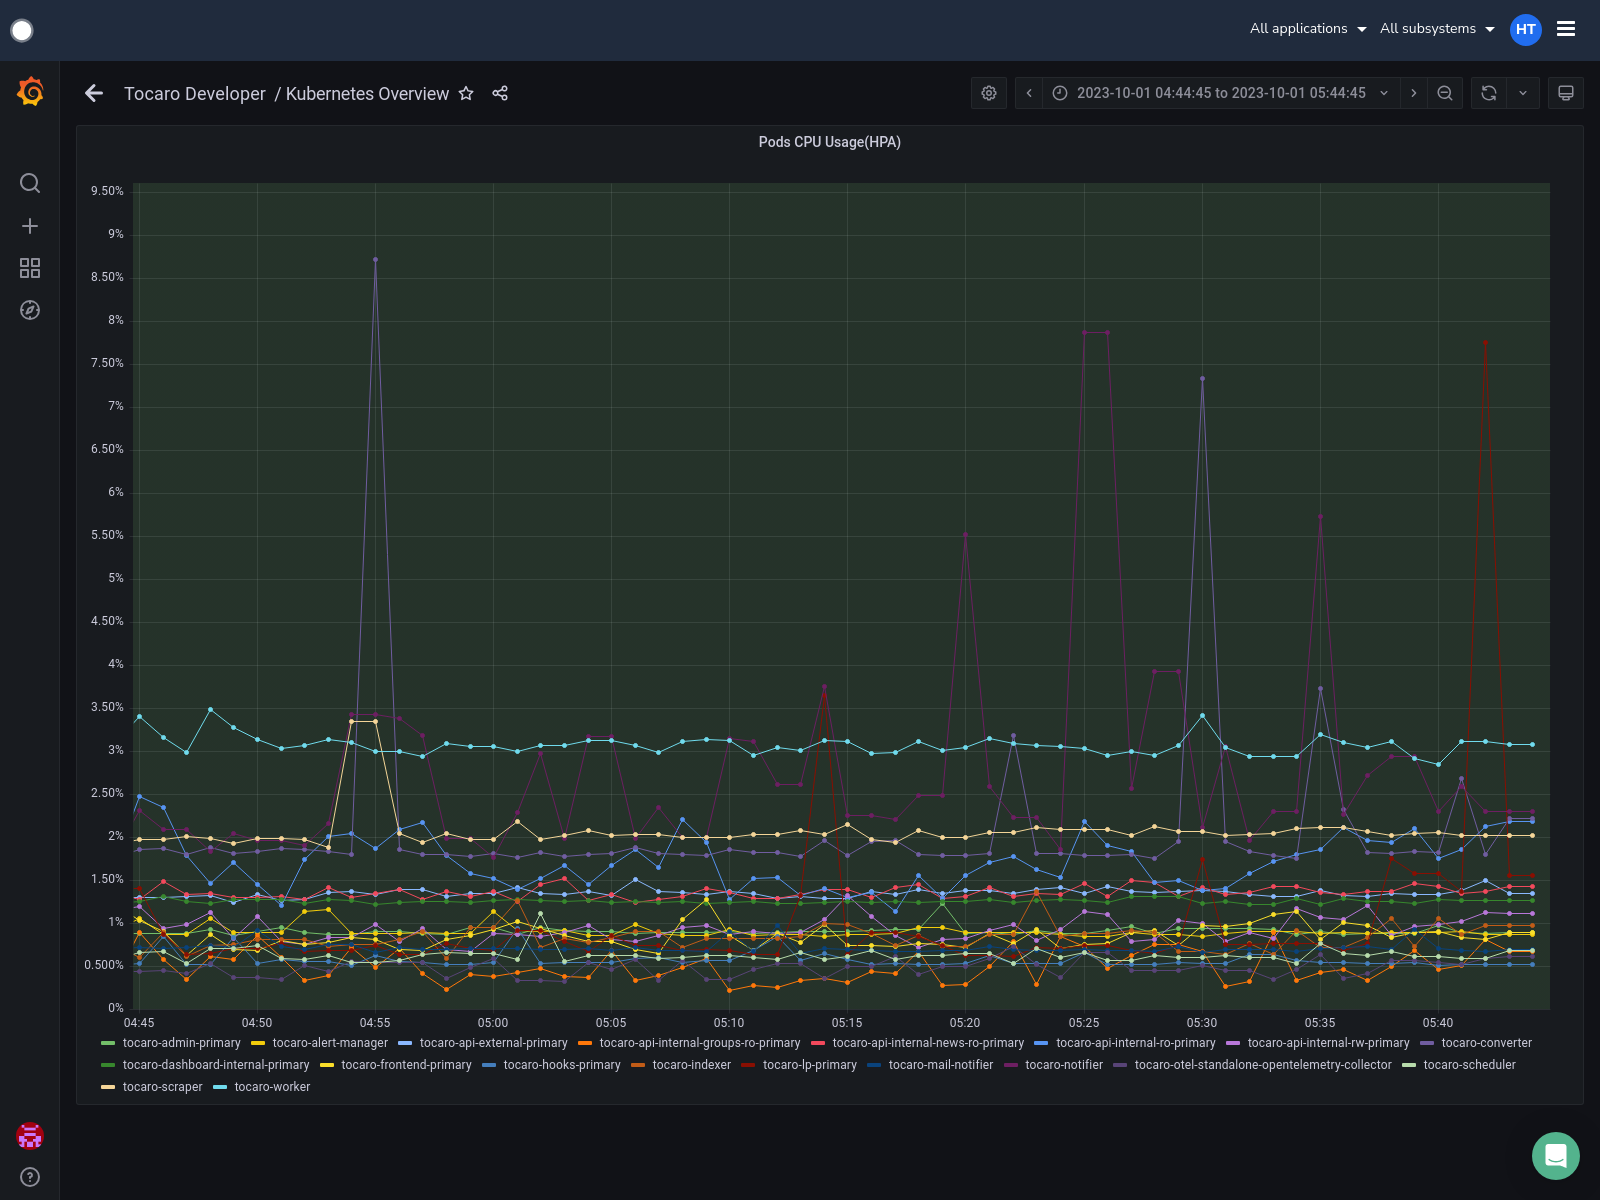 All applications All subsystems HT
Tocaro Developer / Kubernetes Overview 2023-10-01 04:44:45 to 2023-10-01 05:44:45
Pods CPU Usage(HPA)
9.50%
9%
8.50%
8%
7.50%
7%
6.50%
6%
5.50%
5%
4.50%
4%
3.50%
3%
2.50%
2%
1.50%
1%
0.500%
0%
04:45 04:50 04:55 05:00 05:05 05:10 05:15 05:20 05:25 05:30 05:35 05:40
tocaro-admin-primary tocaro-alert-manager tocaro-api-external-primary tocaro-api-internal-groups-ro-primary tocaro-api-internal-news-ro-primary tocaro-api-internal-ro-primary tocaro-api-internal-rw-primary tocaro-converter
tocaro-dashboard-internal-primary tocaro-frontend-primary tocaro-hooks-primary tocaro-indexer tocaro-lp-primary tocaro-mail-notifier tocaro-notifier tocaro-otel-standalone-opentelemetry-collector tocaro-scheduler
tocaro-scraper tocaro-worker